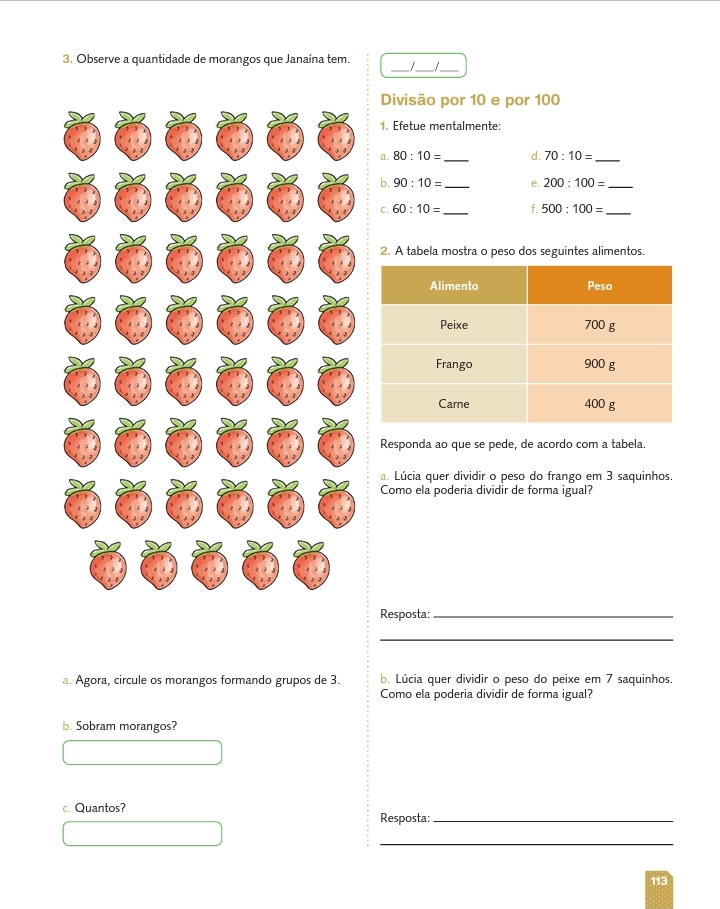 3. Observe a quantidade de morangos que Janaína tem.
a. Agora, circule os morangos formando grupos de 3.
b. Sobram morangos?
c. Quantos?
___/___/___
Divisão por 10 e por 100
1. Efetue mentalmente:
a. 80 : 10 = ____
b. 90 : 10 = ____
c. 60 : 10 = ____
d. 70 : 10 = ____
e. 200 : 100 = ____
f. 500 : 100 = ____
2. A tabela mostra o peso dos seguintes alimentos.
Alimento Peso
Peixe 700 g
Frango 900 g
Carne 400 g
Responda ao que se pede, de acordo com a tabela.
a. Lúcia quer dividir o peso do frango em 3 saquinhos.
Como ela poderia dividir de forma igual?
Resposta:
b. Lúcia quer dividir o peso do peixe em 7 saquinhos.
Como ela poderia dividir de forma igual?
Resposta:
113